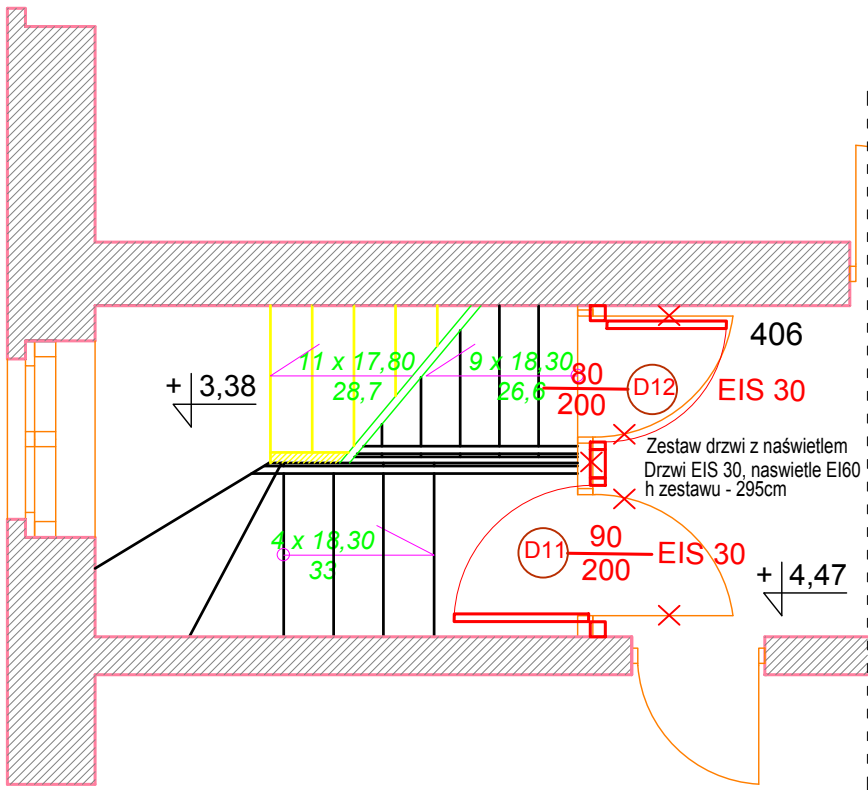 406
11 x 17,80
28,7
9 x 18,30
26,6
80
200
D12
EIS 30
+ 3,38
Zestaw drzwi z naświetlem
Drzwi EIS 30, naswietle EI60
h zestawu - 295cm
4 x 18,30
33
D11
90
200
EIS 30
+ 4,47